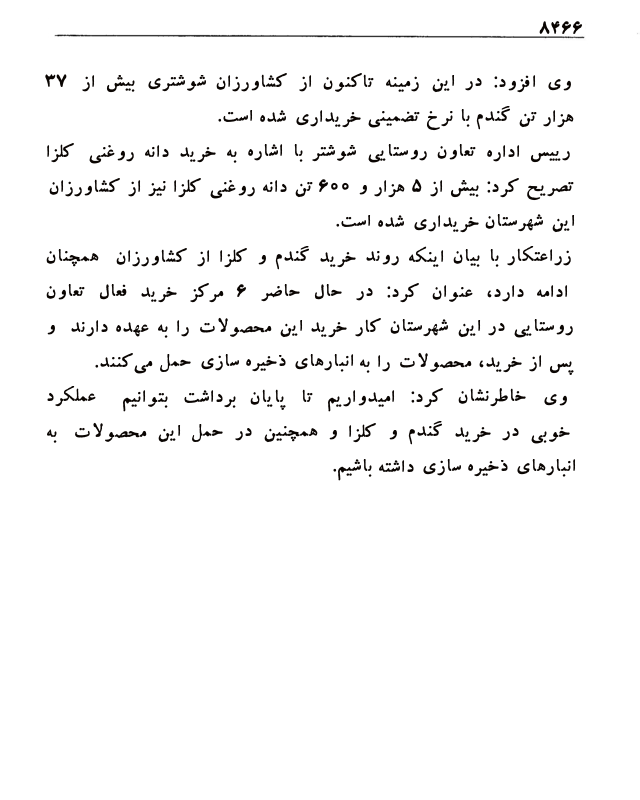 ۸۴۶۶
وی افزود: در این زمینه تاکنون از کشاورزان شوشتری بیش از ۳۷
هزار تن گندم با نرخ تضمینی خریداری شده است.
رییس اداره تعاون روستایی شوشتر با اشاره به خرید دانه روغنی کلزا
تصریح کرد: بیش از ۵ هزار و ۶۰۰ تن دانه روغنی کلزا نیز از کشاورزان
این شهرستان خریداری شده است.
زراعتکار با بیان اینکه روند خرید گندم و کلزا از کشاورزان همچنان
ادامه دارد، عنوان کرد: در حال حاضر ۶ مرکز خرید فعال تعاون
روستایی در این شهرستان کار خرید این محصولات را به عهده دارند و
پس از خرید، محصولات را به انبارهای ذخیره سازی حمل می‌کنند.
وی خاطرنشان کرد: امیدواریم تا پایان برداشت بتوانیم عملکرد
خوبی در خرید گندم و کلزا و همچنین در حمل این محصولات به
انبارهای ذخیره سازی داشته باشیم.